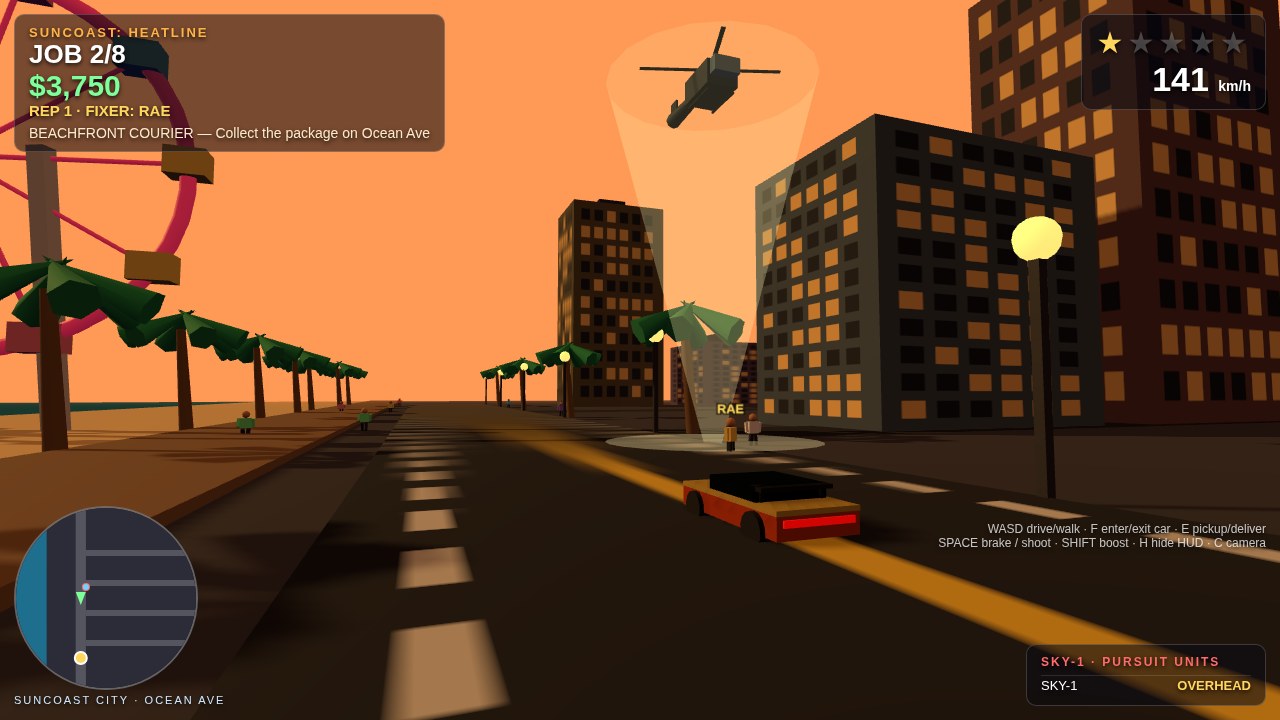 SUNCOAST: HEATLINE
JOB 2/8
$3,750
REP 1 · FIXER: RAE
BEACHFRONT COURIER — Collect the package on Ocean Ave
141 km/h
RAE
WASD drive/walk · F enter/exit car · E pickup/deliver
SPACE brake / shoot · SHIFT boost · H hide HUD · C camera
SKY-1 · PURSUIT UNITS
SKY-1 OVERHEAD
SUNCOAST CITY · OCEAN AVE